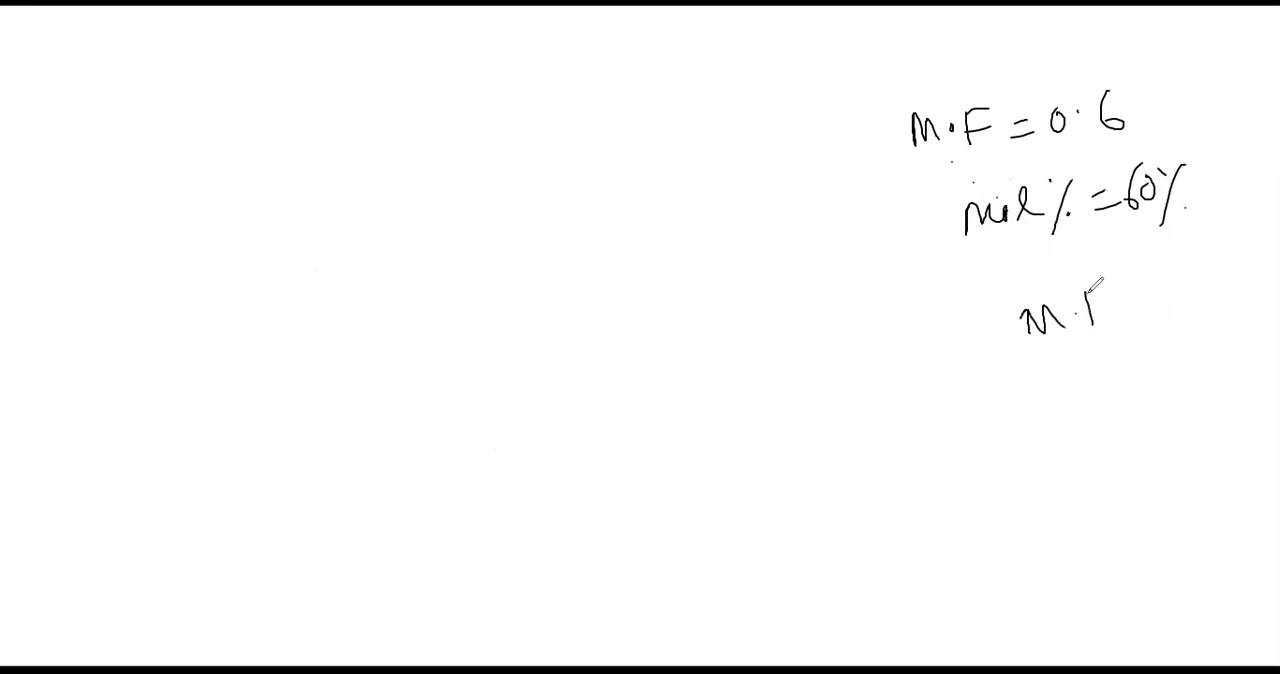 M.F = 0.6
mol % = 60%
M.F